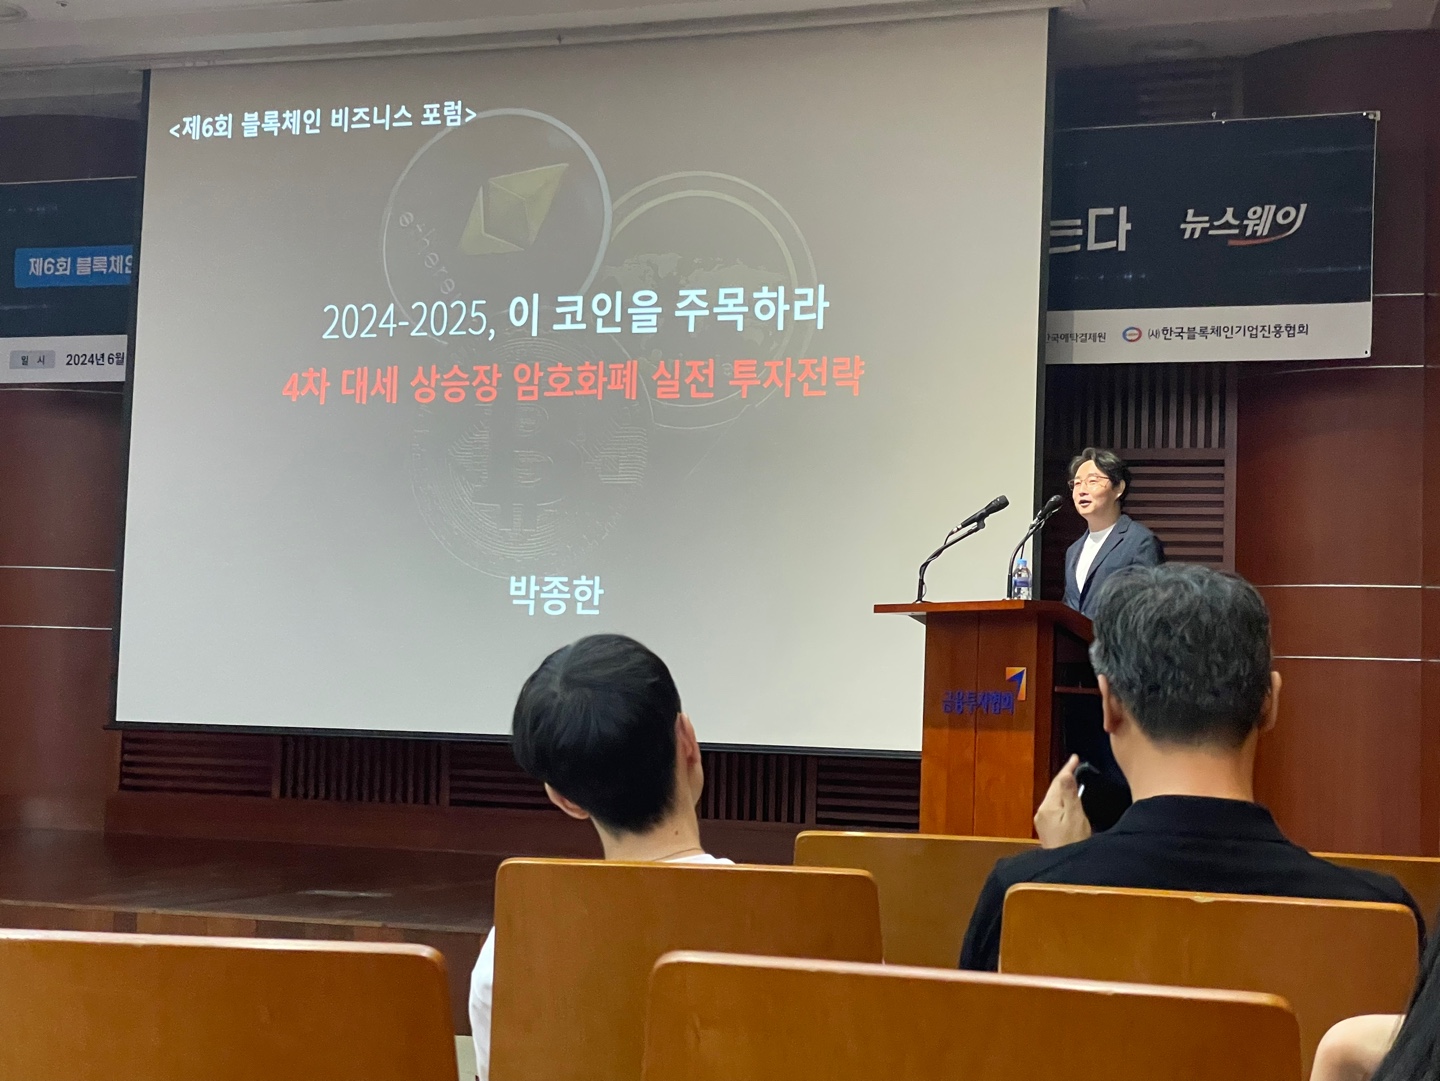 <제6회 블록체인 비즈니스 포럼>
2024-2025, 이 코인을 주목하라
4차 대세 상승장 암호화폐 실전 투자전략
박종한
제6회 블록체인
일 시 2024년 6월
는다 뉴스웨이
한국예탁결제원 (사)한국블록체인기업진흥협회
금융투자협회